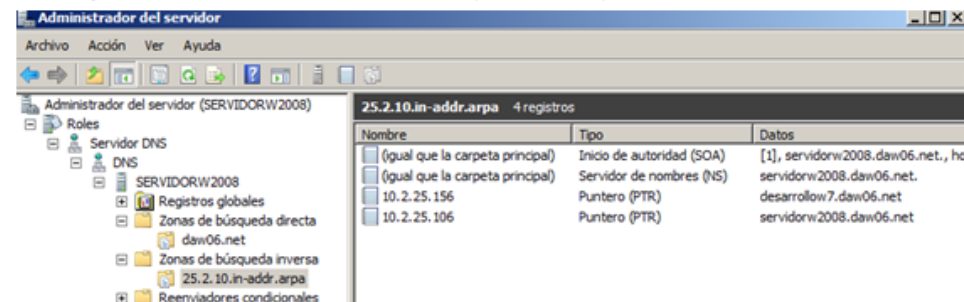 Administrador del servidor
Archivo Acción Ver Ayuda
Administrador del servidor (SERVIDORW2008)
Roles
Servidor DNS
DNS
SERVIDORW2008
Registros globales
Zonas de búsqueda directa
daw06.net
Zonas de búsqueda inversa
25.2.10.in-addr.arpa
Reenviadores condicionales
25.2.10.in-addr.arpa 4 registros
Nombre Tipo Datos
(igual que la carpeta principal) Inicio de autoridad (SOA) [1], servidorw2008.daw06.net., ho
(igual que la carpeta principal) Servidor de nombres (NS) servidorw2008.daw06.net.
10.2.25.156 Puntero (PTR) desarrollow7.daw06.net
10.2.25.106 Puntero (PTR) servidorw2008.daw06.net